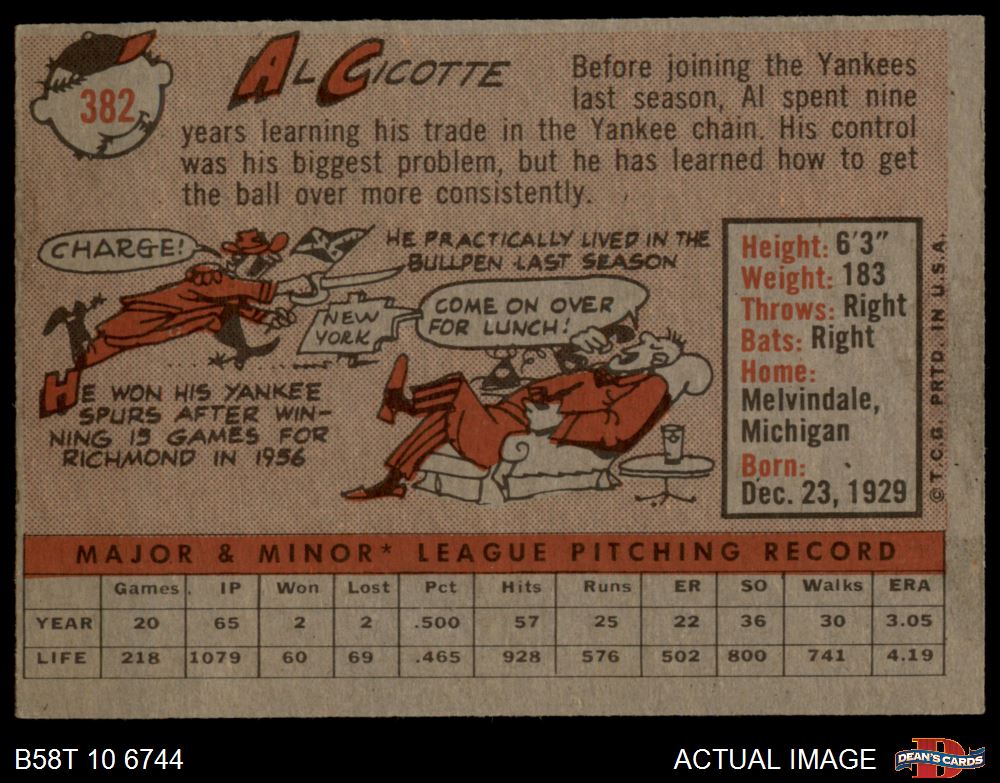 382
AL CICOTTE
Before joining the Yankees
last season, Al spent nine
years learning his trade in the Yankee chain. His control
was his biggest problem, but he has learned how to get
the ball over more consistently.
CHARGE!
HE PRACTICALLY LIVED IN THE
BULLPEN LAST SEASON
NEW
YORK
COME ON OVER
FOR LUNCH!
HE WON HIS YANKEE
SPURS AFTER WIN-
NING 15 GAMES FOR
RICHMOND IN 1956
Height: 6'3"
Weight: 183
Throws: Right
Bats: Right
Home:
Melvindale,
Michigan
Born:
Dec. 23, 1929
© T.C.G. PRTD. IN U.S.A.
MAJOR & MINOR* LEAGUE PITCHING RECORD
Games IP Won Lost Pct Hits Runs ER SO Walks ERA
YEAR 20 65 2 2 .500 57 25 22 36 30 3.05
LIFE 218 1079 60 69 .465 928 576 502 800 741 4.19
B58T 10 6744
ACTUAL IMAGE
D
DEAN'S CARDS